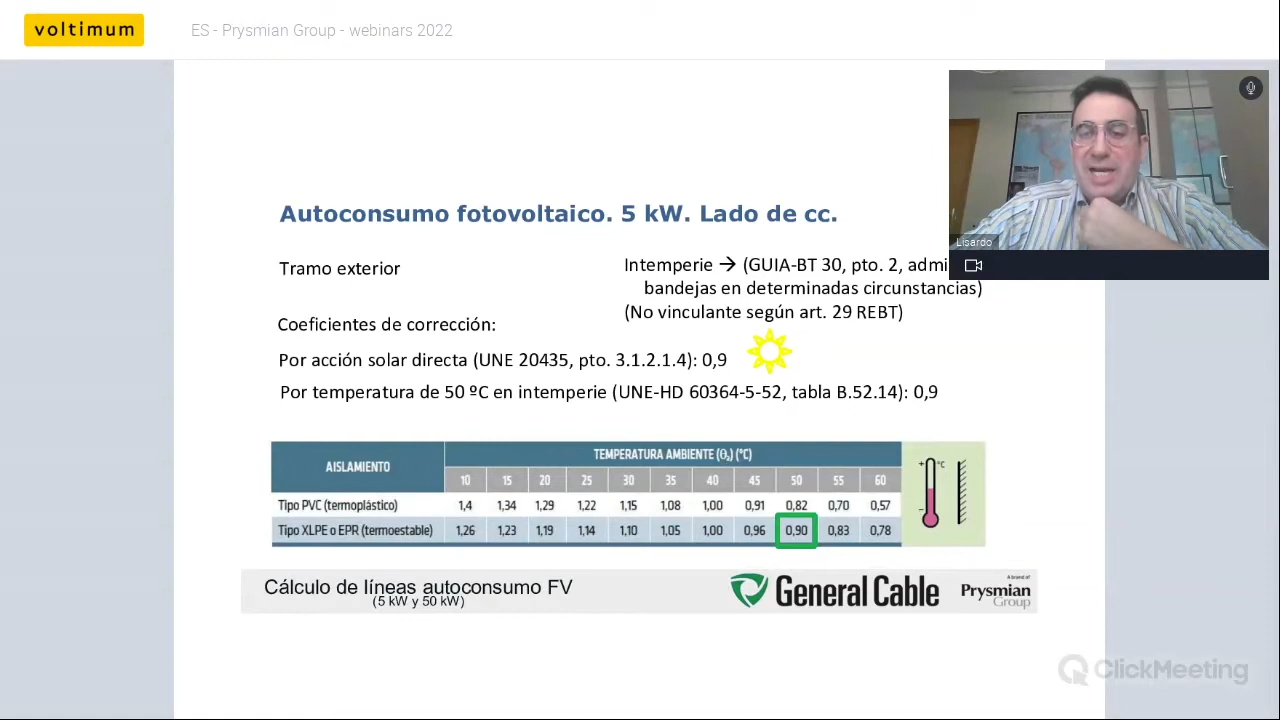 voltimum
ES - Prysmian Group - webinars 2022
Lisardo
Autoconsumo fotovoltaico. 5 kW. Lado de cc.
Tramo exterior
Intemperie → (GUIA-BT 30, pto. 2, admi
bandejas en determinadas circunstancias)
(No vinculante según art. 29 REBT)
Coeficientes de corrección:
Por acción solar directa (UNE 20435, pto. 3.1.2.1.4): 0,9
Por temperatura de 50 ºC en intemperie (UNE-HD 60364-5-52, tabla B.52.14): 0,9
AISLAMIENTO
TEMPERATURA AMBIENTE (θₐ) (°C)
10 15 20 25 30 35 40 45 50 55 60
Tipo PVC (termoplástico) 1,4 1,34 1,29 1,22 1,15 1,08 1,00 0,91 0,82 0,70 0,57
Tipo XLPE o EPR (termoestable) 1,26 1,23 1,19 1,14 1,10 1,05 1,00 0,96 0,90 0,83 0,78
+ °C
−
Cálculo de líneas autoconsumo FV
(5 kW y 50 kW)
General Cable
A brand of
Prysmian
Group
ClickMeeting